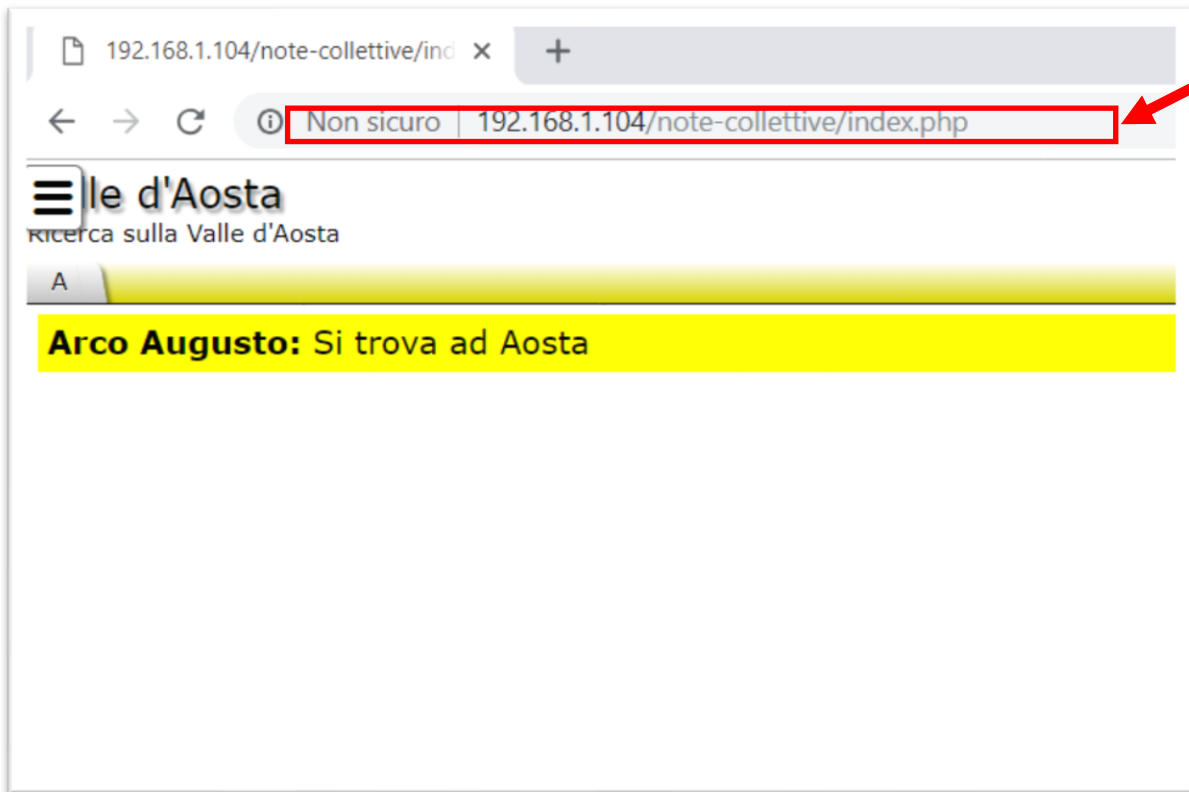 192.168.1.104/note-collettive/ind
Non sicuro | 192.168.1.104/note-collettive/index.php
lle d'Aosta
Ricerca sulla Valle d'Aosta
A
Arco Augusto: Si trova ad Aosta